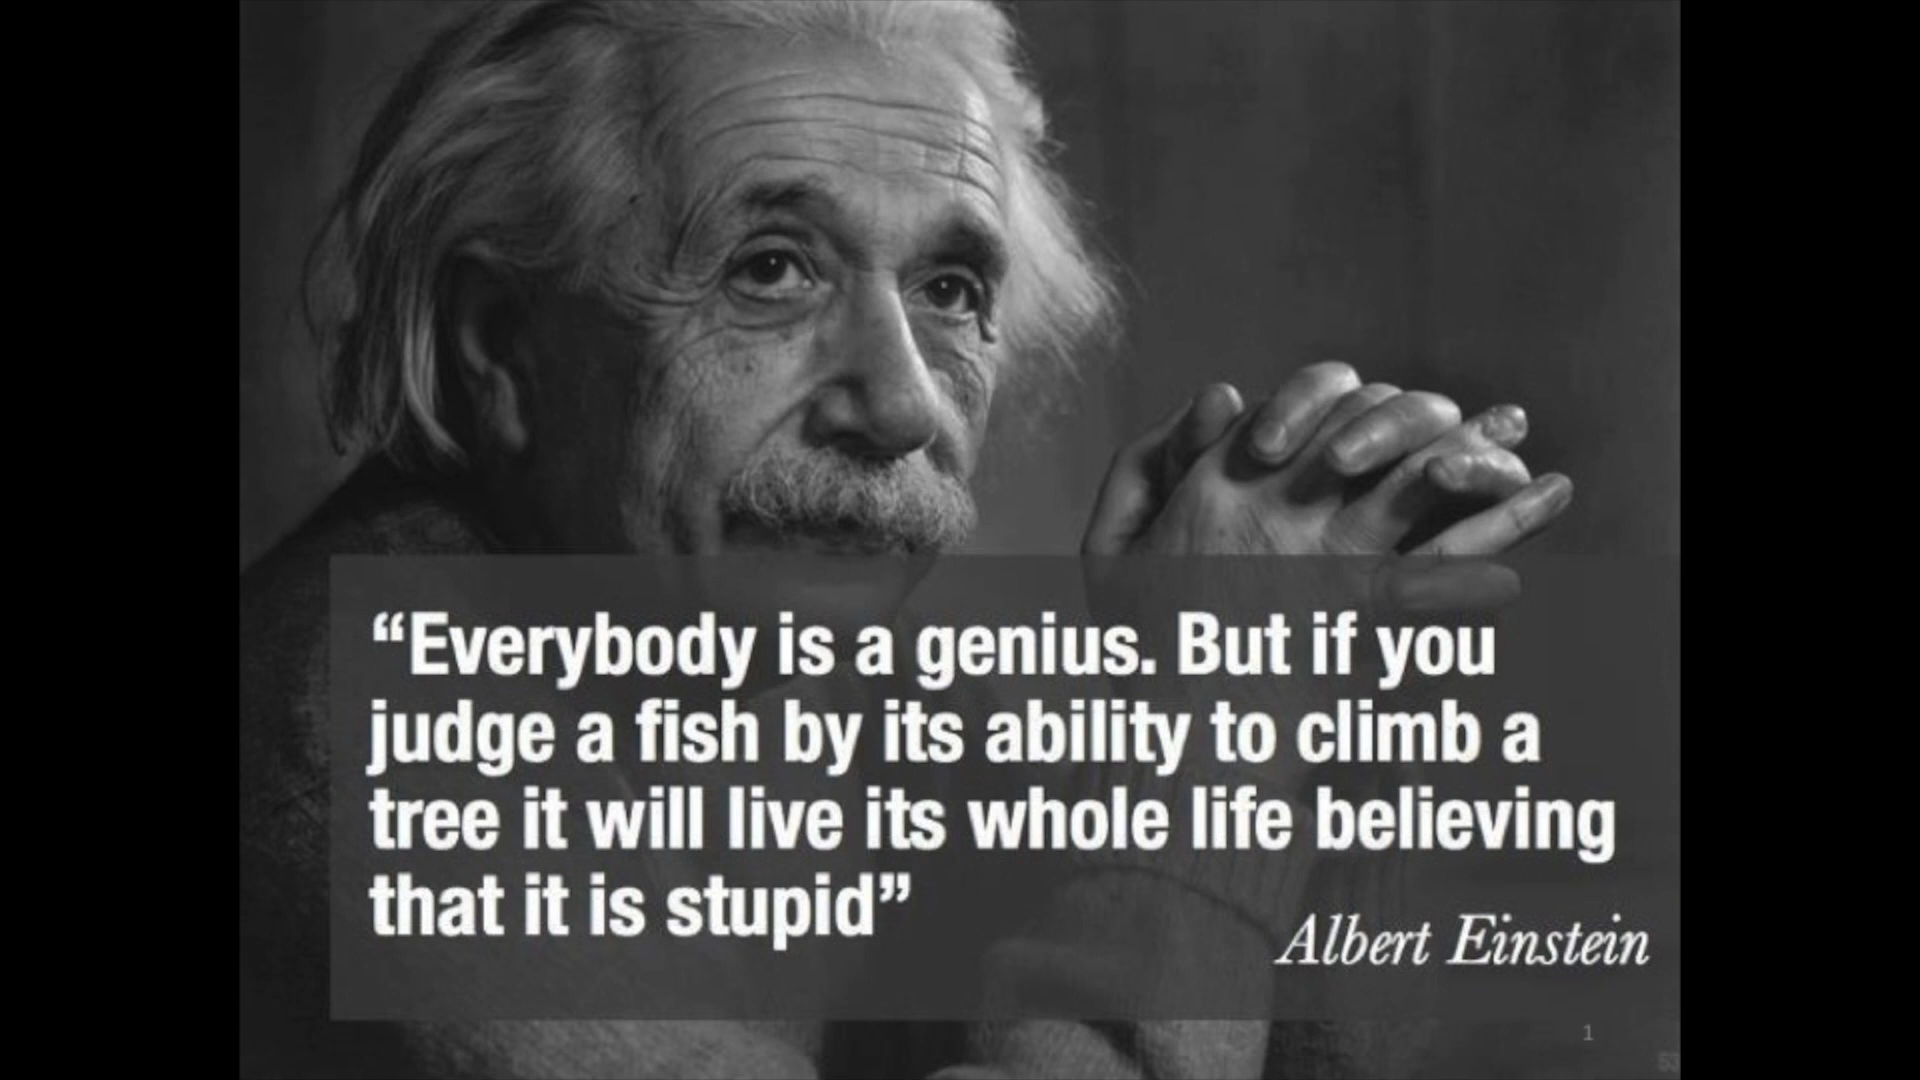 “Everybody is a genius. But if you
judge a fish by its ability to climb a
tree it will live its whole life believing
that it is stupid”
Albert Einstein
1
53